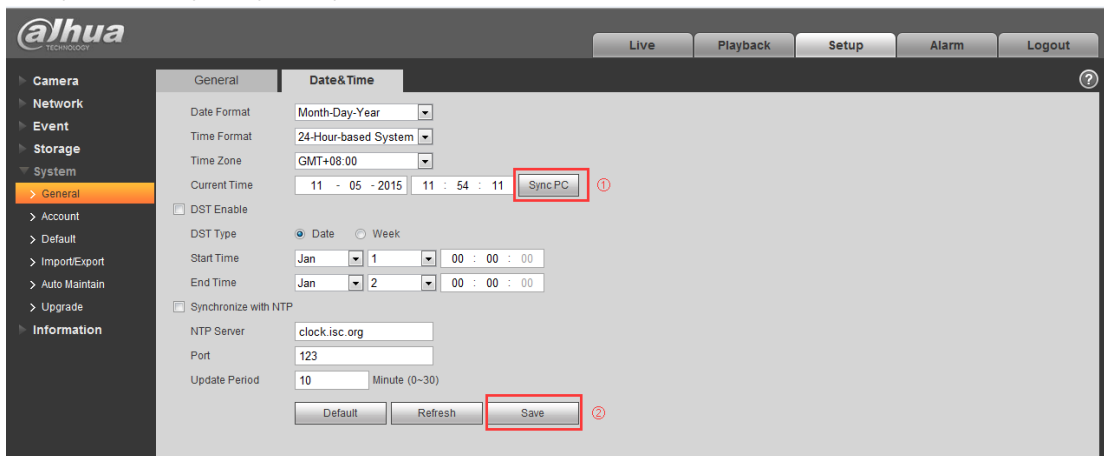 alhua
TECHNOLOGY
Live Playback Setup Alarm Logout
Camera
Network
Event
Storage
System
General
Account
Default
Import/Export
Auto Maintain
Upgrade
Information
General Date&Time ?
Date Format Month-Day-Year
Time Format 24-Hour-based System
Time Zone GMT+08:00
Current Time 11 - 05 - 2015 11 : 54 : 11 Sync PC ①
DST Enable
DST Type Date Week
Start Time Jan 1 00 : 00 : 00
End Time Jan 2 00 : 00 : 00
Synchronize with NTP
NTP Server clock.isc.org
Port 123
Update Period 10 Minute (0~30)
Default Refresh Save ②